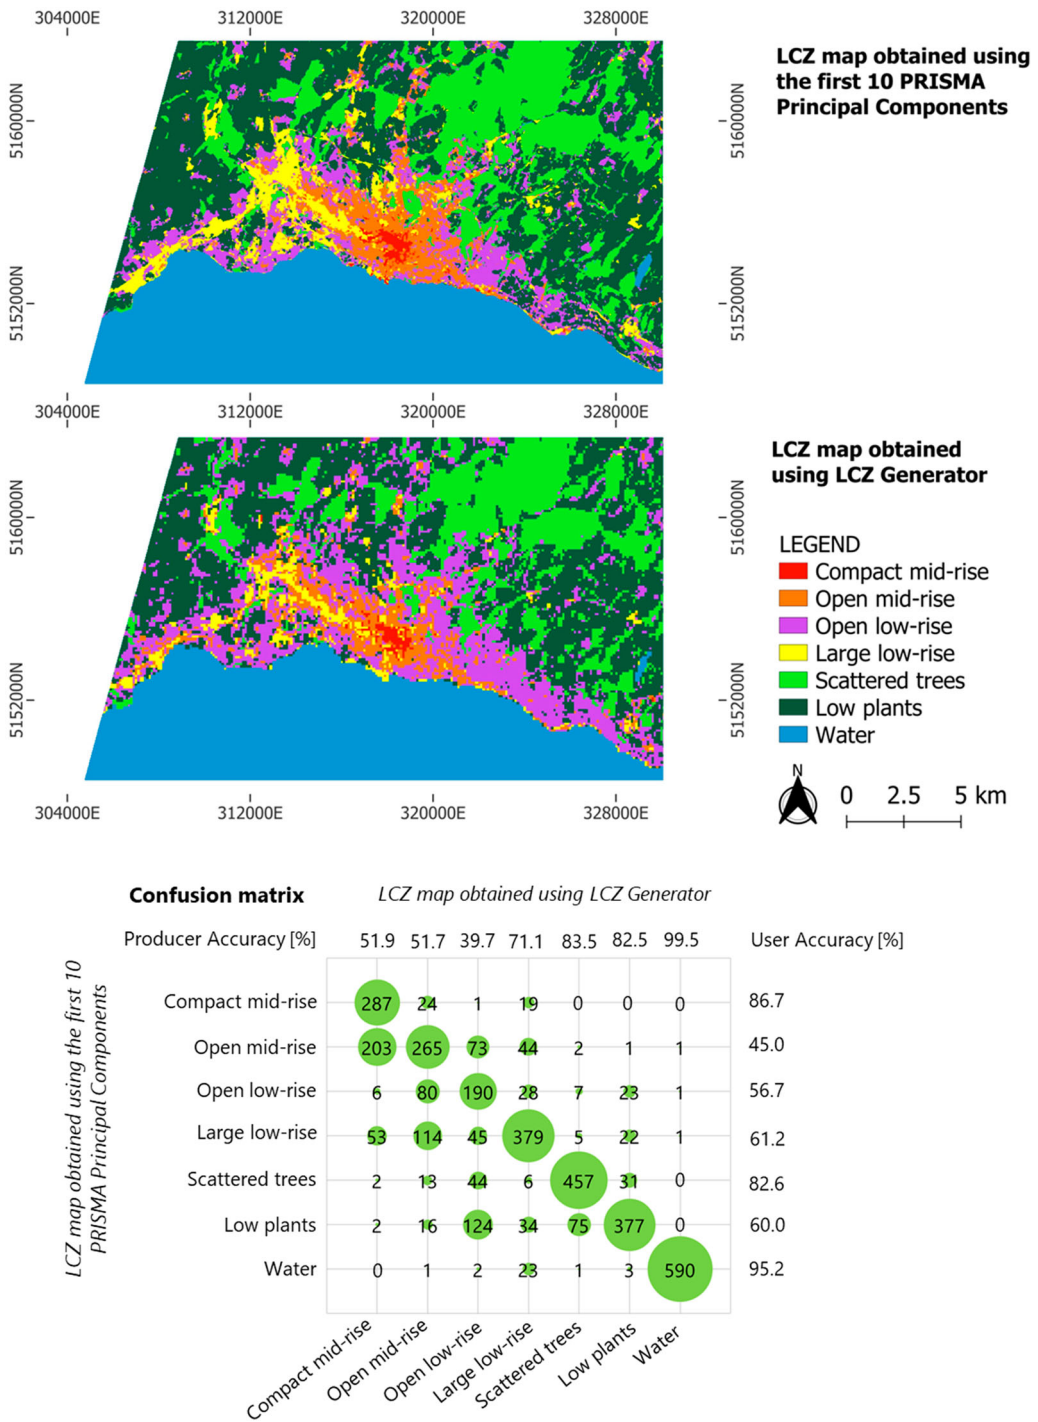 304000E 312000E 320000E 328000E
5160000N 5160000N
5152000N 5152000N
LCZ map obtained using
the first 10 PRISMA
Principal Components
304000E 312000E 320000E 328000E
LCZ map obtained
using LCZ Generator
5160000N 5160000N
5152000N 5152000N
LEGEND
Compact mid-rise
Open mid-rise
Open low-rise
Large low-rise
Scattered trees
Low plants
Water
N
0 2.5 5 km
304000E 312000E 320000E 328000E
Confusion matrix LCZ map obtained using LCZ Generator
Producer Accuracy [%] 51.9 51.7 39.7 71.1 83.5 82.5 99.5 User Accuracy [%]
LCZ map obtained using the first 10
PRISMA Principal Components
Compact mid-rise 287 24 1 19 0 0 0 86.7
Open mid-rise 203 265 73 44 2 1 1 45.0
Open low-rise 6 80 190 28 7 23 1 56.7
Large low-rise 53 114 45 379 5 22 1 61.2
Scattered trees 2 13 44 6 457 31 0 82.6
Low plants 2 16 124 34 75 377 0 60.0
Water 0 1 2 23 1 3 590 95.2
Compact mid-rise
Open mid-rise
Open low-rise
Large low-rise
Scattered trees
Low plants
Water